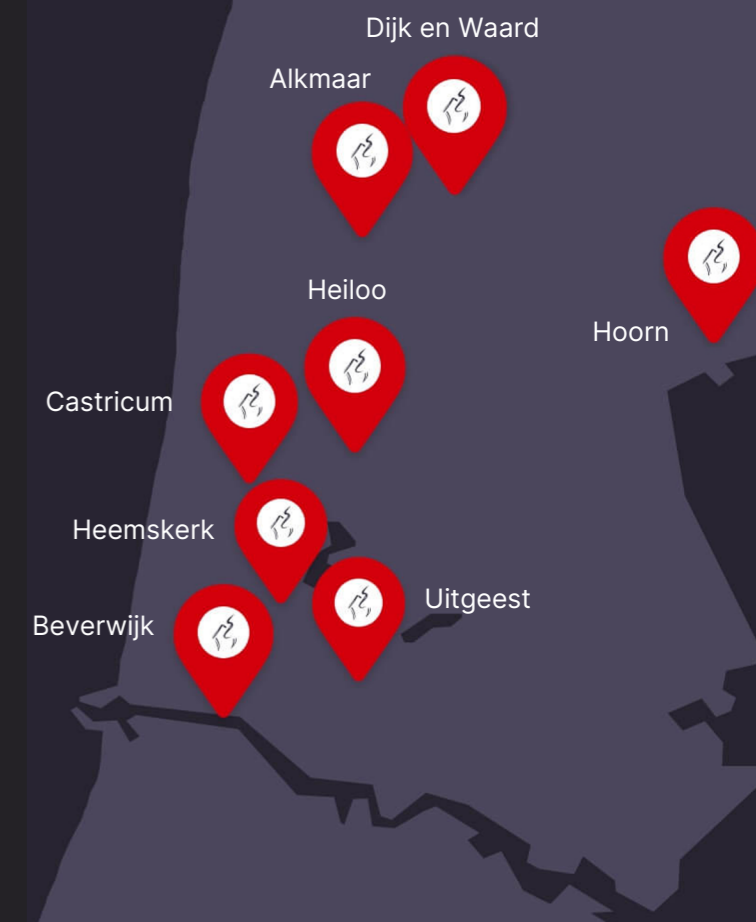 Dijk en Waard
Alkmaar
Heiloo
Hoorn
Castricum
Heemskerk
Uitgeest
Beverwijk